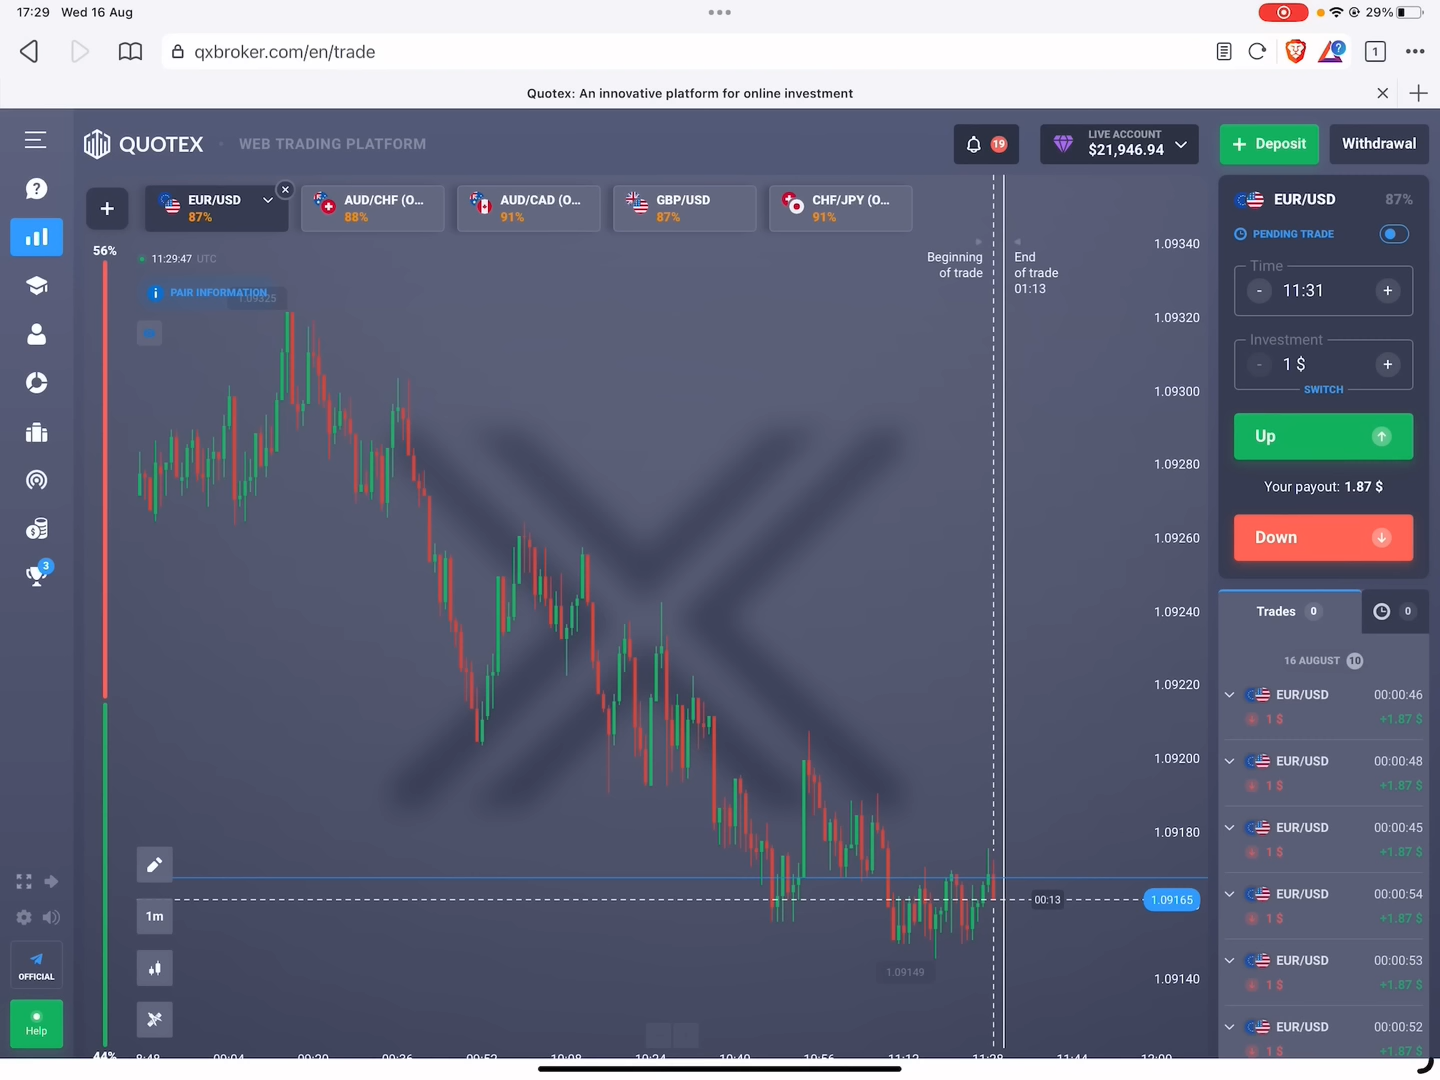 17:29 Wed 16 Aug
29%
qxbroker.com/en/trade
1
Quotex: An innovative platform for online investment
QUOTEX
WEB TRADING PLATFORM
19
LIVE ACCOUNT
$21,946.94
+ Deposit
Withdrawal
EUR/USD
87%
AUD/CHF (O...
88%
AUD/CAD (O...
91%
GBP/USD
87%
CHF/JPY (O...
91%
56%
11:29:47 UTC
PAIR INFORMATION
1.09325
Beginning
of trade
End
of trade
01:13
1.09340
1.09320
1.09300
1.09280
1.09260
1.09240
1.09220
1.09200
1.09180
1.09165
1.09140
00:13
1.09149
1m
3
OFFICIAL
Help
44%
EUR/USD 87%
PENDING TRADE
Time
- 11:31 +
Investment
- 1 $ +
SWITCH
Up
Your payout: 1.87 $
Down
Trades 0
0
16 AUGUST 10
EUR/USD 00:00:46
1 $ +1.87 $
EUR/USD 00:00:48
1 $ +1.87 $
EUR/USD 00:00:45
1 $ +1.87 $
EUR/USD 00:00:54
1 $ +1.87 $
EUR/USD 00:00:53
1 $ +1.87 $
EUR/USD 00:00:52
1 $ +1.87 $